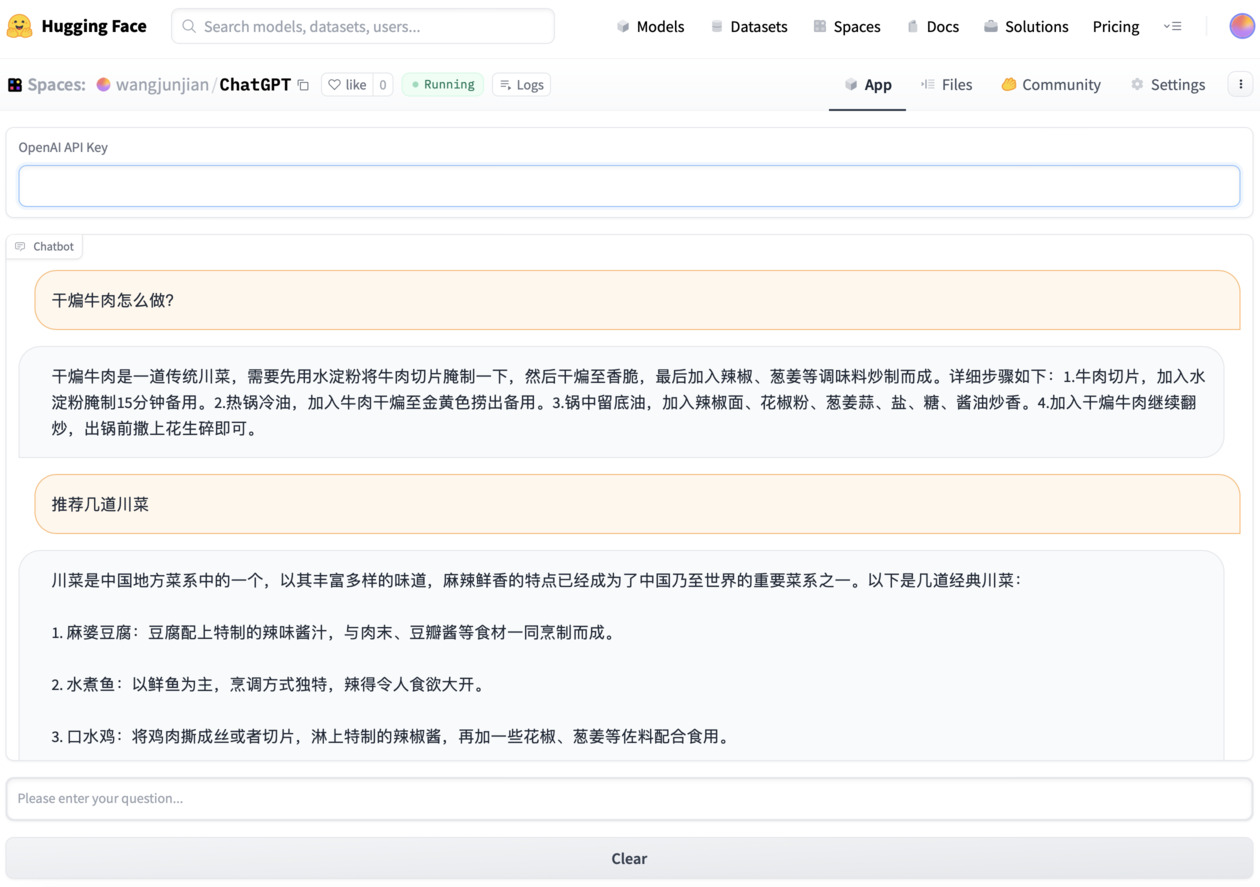 Hugging Face
Search models, datasets, users...
Models
Datasets
Spaces
Docs
Solutions
Pricing
Spaces:
wangjunjian/ChatGPT
like
0
Running
Logs
App
Files
Community
Settings
OpenAI API Key
Chatbot
干煸牛肉怎么做?
干煸牛肉是一道传统川菜，需要先用水淀粉将牛肉切片腌制一下，然后干煸至香脆，最后加入辣椒、葱姜等调味料炒制而成。详细步骤如下：1.牛肉切片，加入水
淀粉腌制15分钟备用。2.热锅冷油，加入牛肉干煸至金黄色捞出备用。3.锅中留底油，加入辣椒面、花椒粉、葱姜蒜、盐、糖、酱油炒香。4.加入干煸牛肉继续翻
炒，出锅前撒上花生碎即可。
推荐几道川菜
川菜是中国地方菜系中的一个，以其丰富多样的味道，麻辣鲜香的特点已经成为了中国乃至世界的重要菜系之一。以下是几道经典川菜：
1. 麻婆豆腐：豆腐配上特制的辣味酱汁，与肉末、豆瓣酱等食材一同烹制而成。
2. 水煮鱼：以鲜鱼为主，烹调方式独特，辣得令人食欲大开。
3. 口水鸡：将鸡肉撕成丝或者切片，淋上特制的辣椒酱，再加一些花椒、葱姜等佐料配合食用。
Please enter your question...
Clear